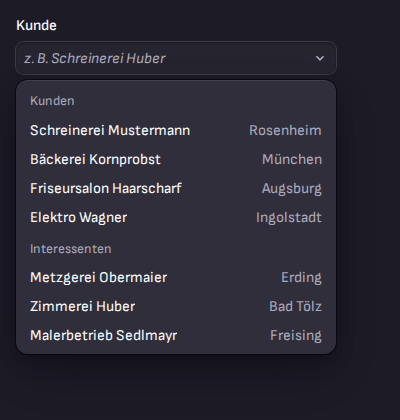 Kunde
z. B. Schreinerei Huber
Kunden
Schreinerei Mustermann Rosenheim
Bäckerei Kornprobst München
Friseursalon Haarscharf Augsburg
Elektro Wagner Ingolstadt
Interessenten
Metzgerei Obermaier Erding
Zimmerei Huber Bad Tölz
Malerbetrieb Sedlmayr Freising